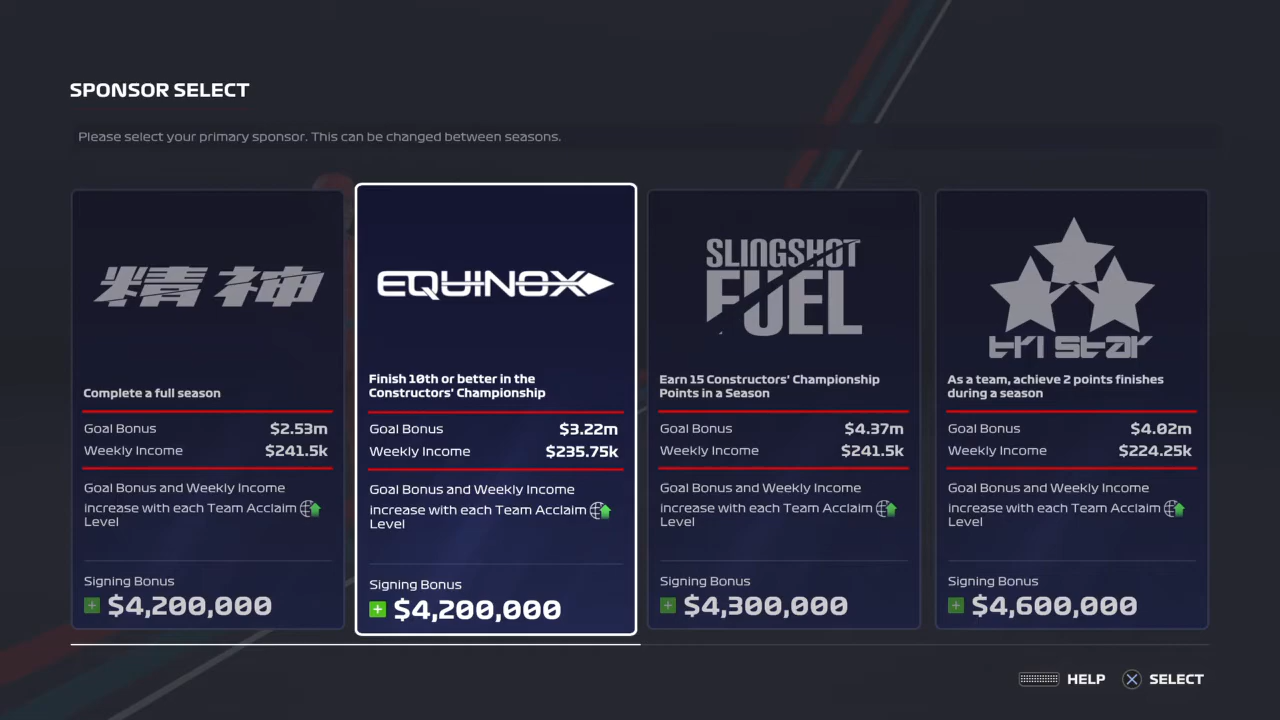 SPONSOR SELECT
Please select your primary sponsor. This can be changed between seasons.
精神
Complete a full season
Goal Bonus $2.53m
Weekly Income $241.5k
Goal Bonus and Weekly Income
increase with each Team Acclaim
Level
Signing Bonus
+ $4,200,000
EQUINOX
Finish 10th or better in the
Constructors' Championship
Goal Bonus $3.22m
Weekly Income $235.75k
Goal Bonus and Weekly Income
increase with each Team Acclaim
Level
Signing Bonus
+ $4,200,000
SLINGSHOT
FUEL
Earn 15 Constructors' Championship
Points in a Season
Goal Bonus $4.37m
Weekly Income $241.5k
Goal Bonus and Weekly Income
increase with each Team Acclaim
Level
Signing Bonus
+ $4,300,000
tri star
As a team, achieve 2 points finishes
during a season
Goal Bonus $4.02m
Weekly Income $224.25k
Goal Bonus and Weekly Income
increase with each Team Acclaim
Level
Signing Bonus
+ $4,600,000
HELP SELECT